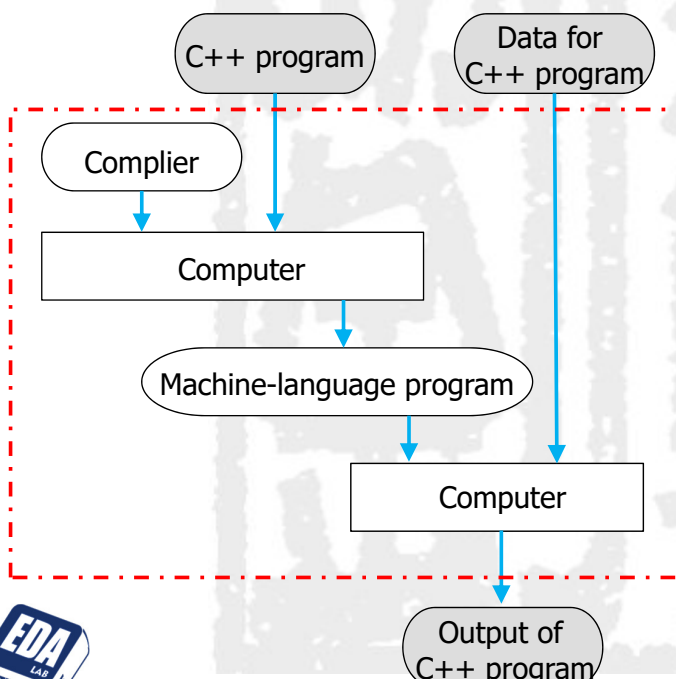 C++ program
Data for
C++ program
Complier
Computer
Machine-language program
Computer
Output of
C++ program
EDA
LAB